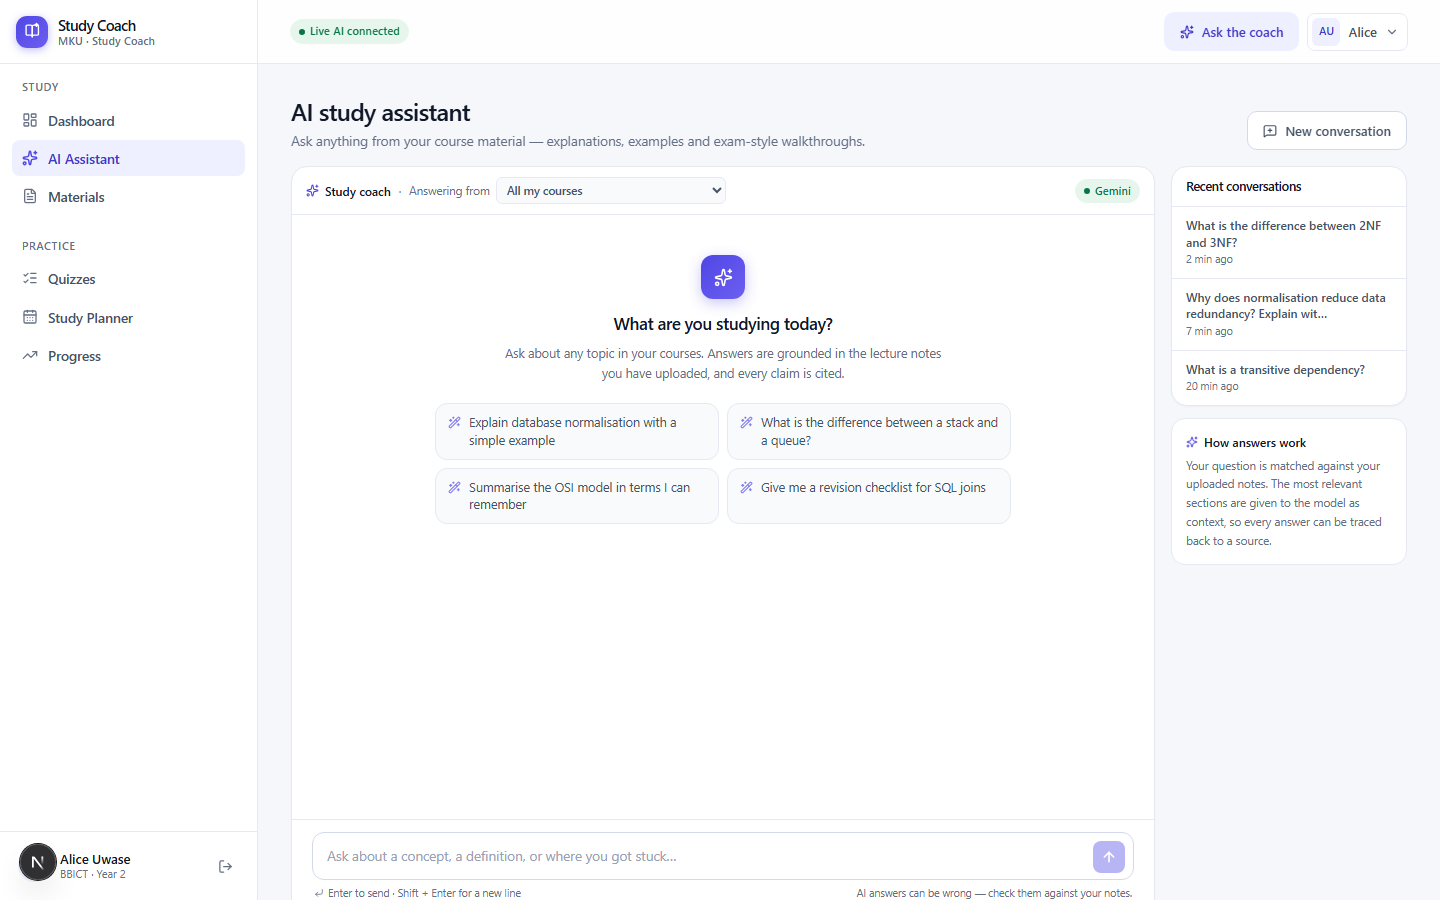 Study Coach
MKU · Study Coach
Live AI connected
Ask the coach
AU
Alice
STUDY
Dashboard
AI Assistant
Materials
PRACTICE
Quizzes
Study Planner
Progress
N
Alice Uwase
BBICT · Year 2
AI study assistant
Ask anything from your course material — explanations, examples and exam-style walkthroughs.
New conversation
Study coach · Answering from
All my courses
Gemini
What are you studying today?
Ask about any topic in your courses. Answers are grounded in the lecture notes
you have uploaded, and every claim is cited.
Explain database normalisation with a
simple example
What is the difference between a stack and
a queue?
Summarise the OSI model in terms I can
remember
Give me a revision checklist for SQL joins
Ask about a concept, a definition, or where you got stuck...
Enter to send · Shift + Enter for a new line
AI answers can be wrong — check them against your notes.
Recent conversations
What is the difference between 2NF
and 3NF?
2 min ago
Why does normalisation reduce data
redundancy? Explain wit...
7 min ago
What is a transitive dependency?
20 min ago
How answers work
Your question is matched against your
uploaded notes. The most relevant
sections are given to the model as
context, so every answer can be traced
back to a source.